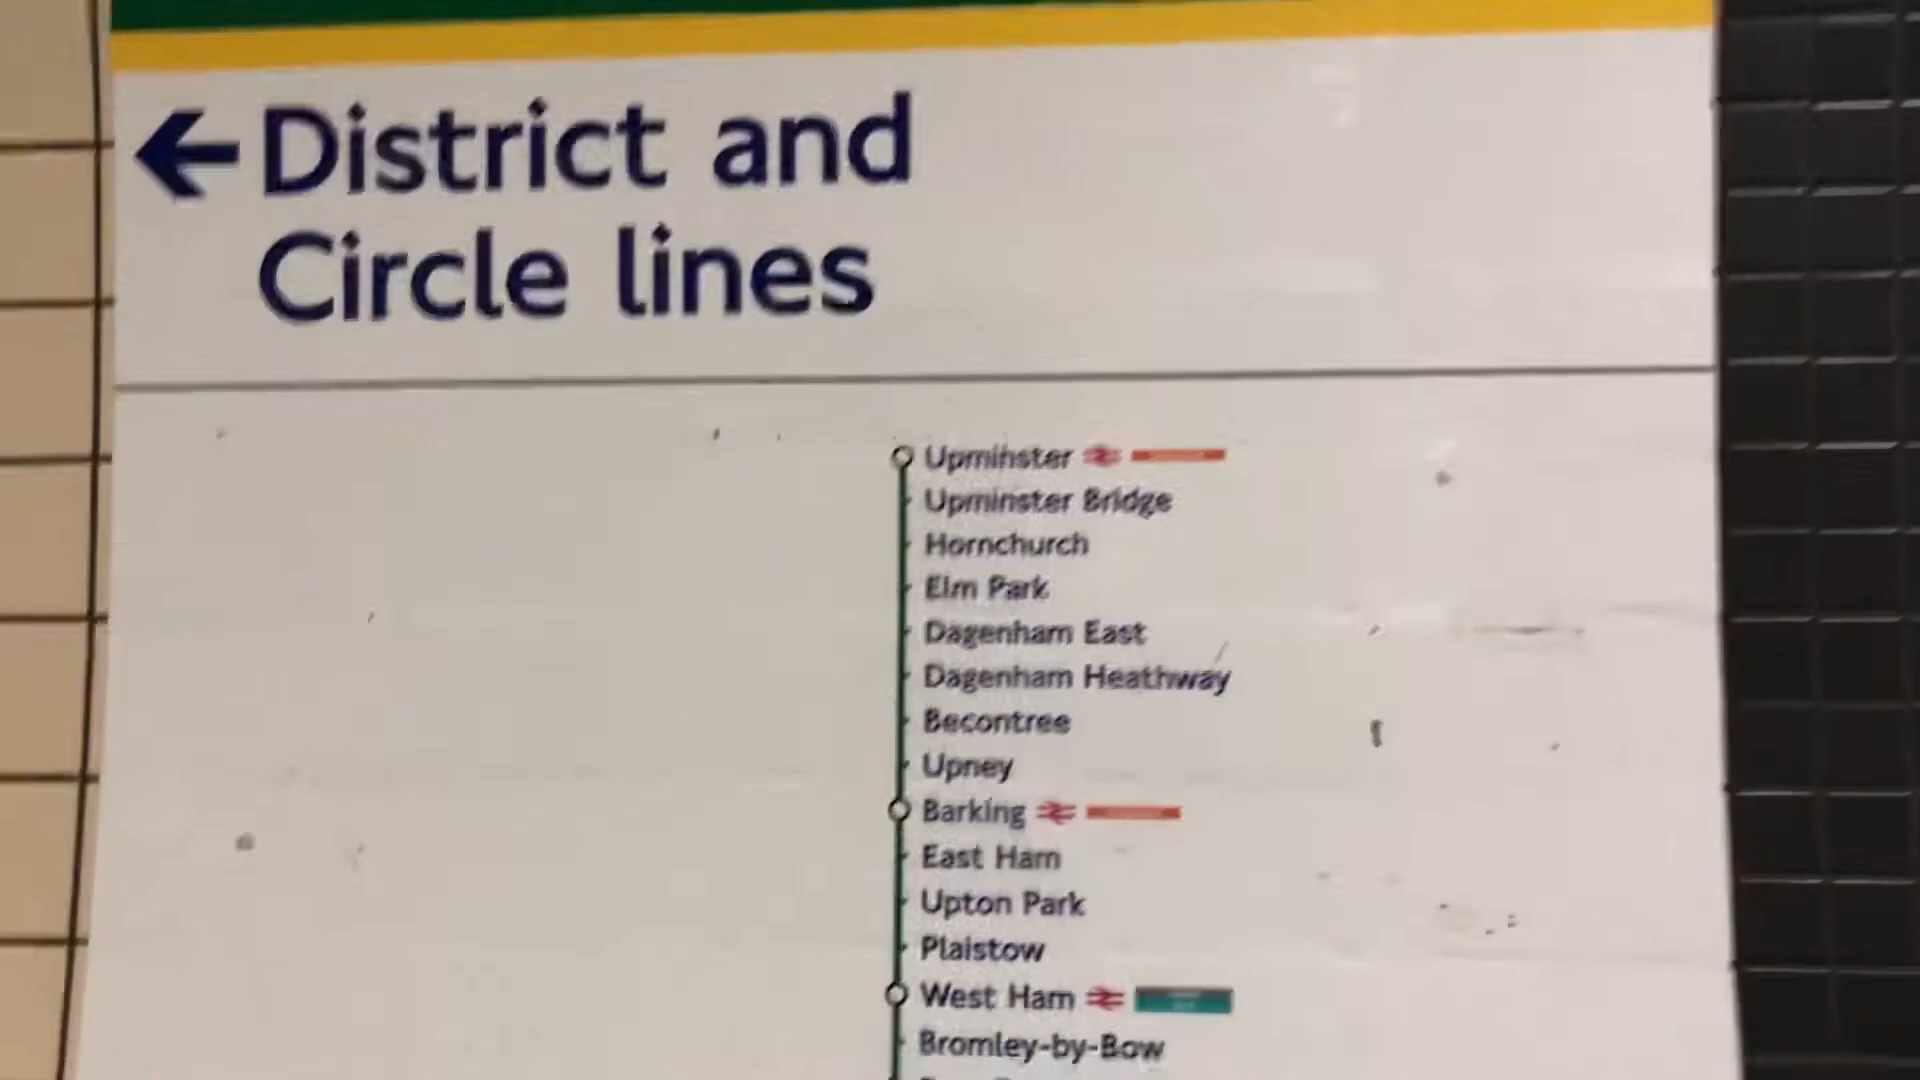 District and
Circle lines
Upminster
Upminster Bridge
Hornchurch
Elm Park
Dagenham East
Dagenham Heathway
Becontree
Upney
Barking
East Ham
Upton Park
Plaistow
West Ham
Bromley-by-Bow